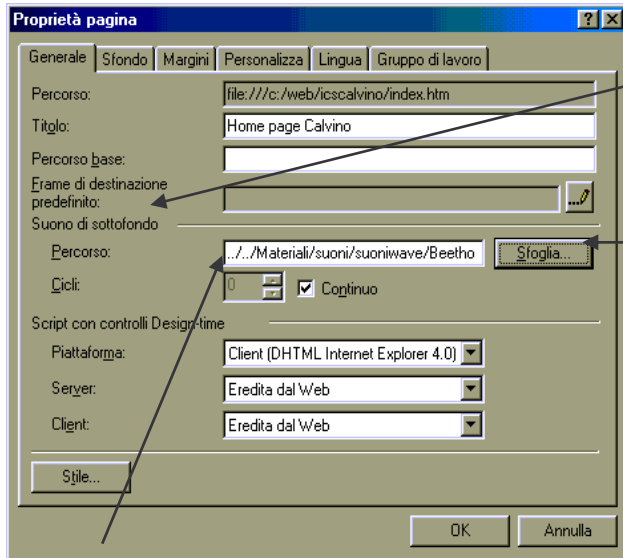 Proprietà pagina
Generale Sfondo Margini Personalizza Lingua Gruppo di lavoro
Percorso: file:///c:/web/icscalvino/index.htm
Titolo: Home page Calvino
Percorso base:
Frame di destinazione
predefinito:
Suono di sottofondo
Percorso: ../../Materiali/suoni/suoniwave/Beetho Sfoglia...
Cicli: 0 Continuo
Script con controlli Design-time
Piattaforma: Client (DHTML Internet Explorer 4.0)
Server: Eredita dal Web
Client: Eredita dal Web
Stile...
OK Annulla